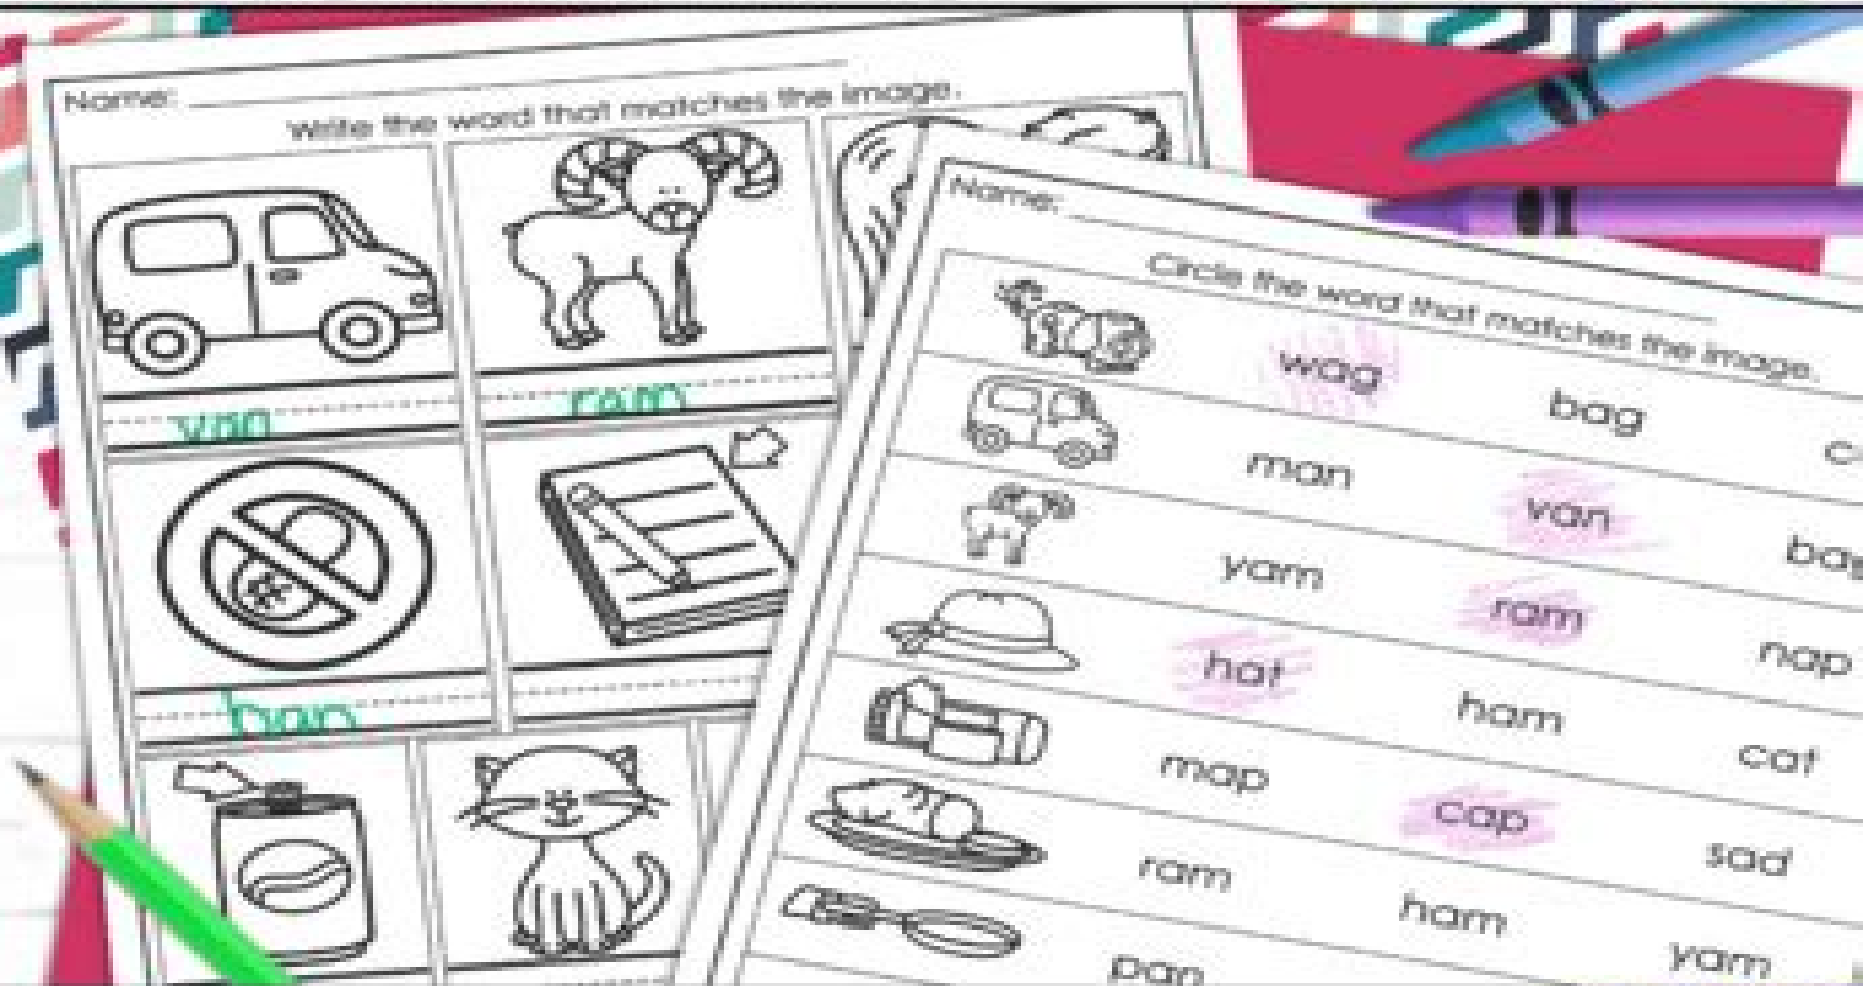 Name:
Write the word that matches the image.
van ram
Name:
Circle the word that matches the image.
wag bag
man van
yam ram nap
hat ham cat
map cap sad
ram ham yam
pan